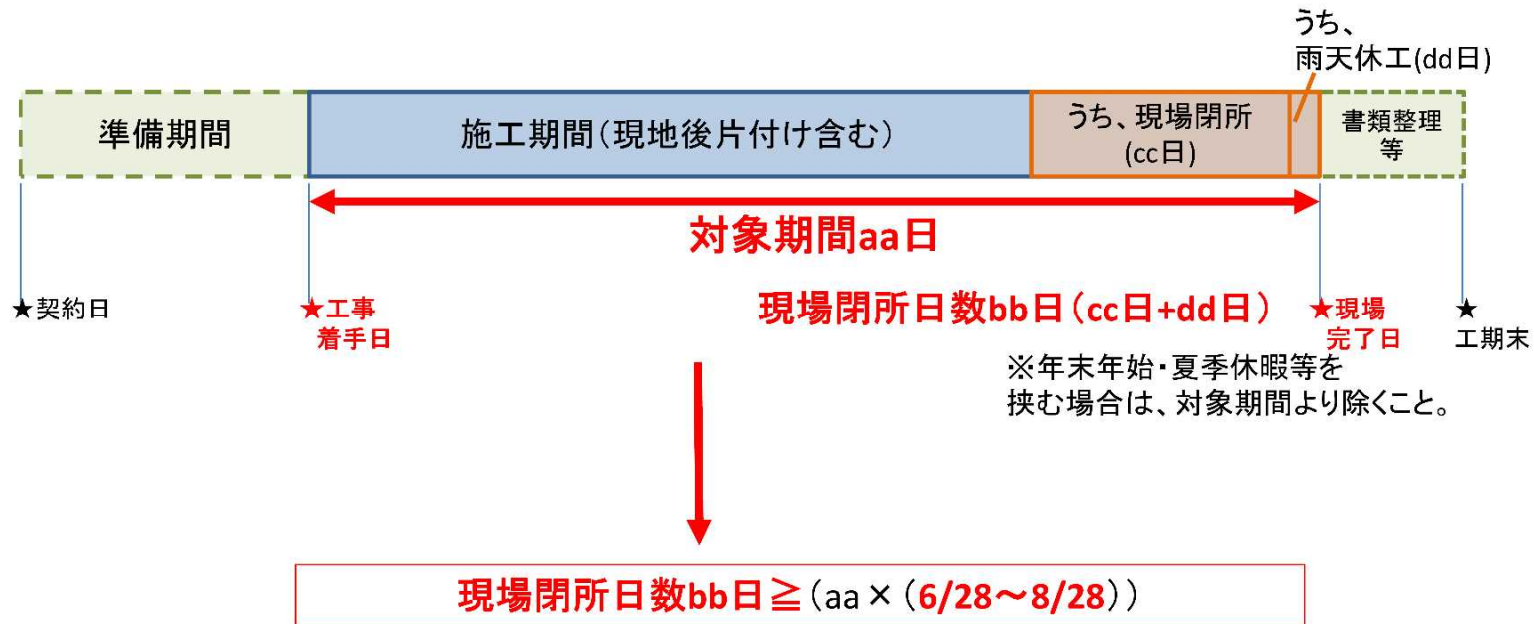 うち、
雨天休工(dd日)
準備期間
施工期間(現地後片付け含む)
うち、現場閉所
(cc日)
書類整理
等
対象期間aa日
★契約日
★工事
着手日
現場閉所日数bb日(cc日+dd日)
★現場
完了日
★
工期末
※年末年始・夏季休暇等を
挟む場合は、対象期間より除くこと。
現場閉所日数bb日≧(aa×(6/28~8/28))